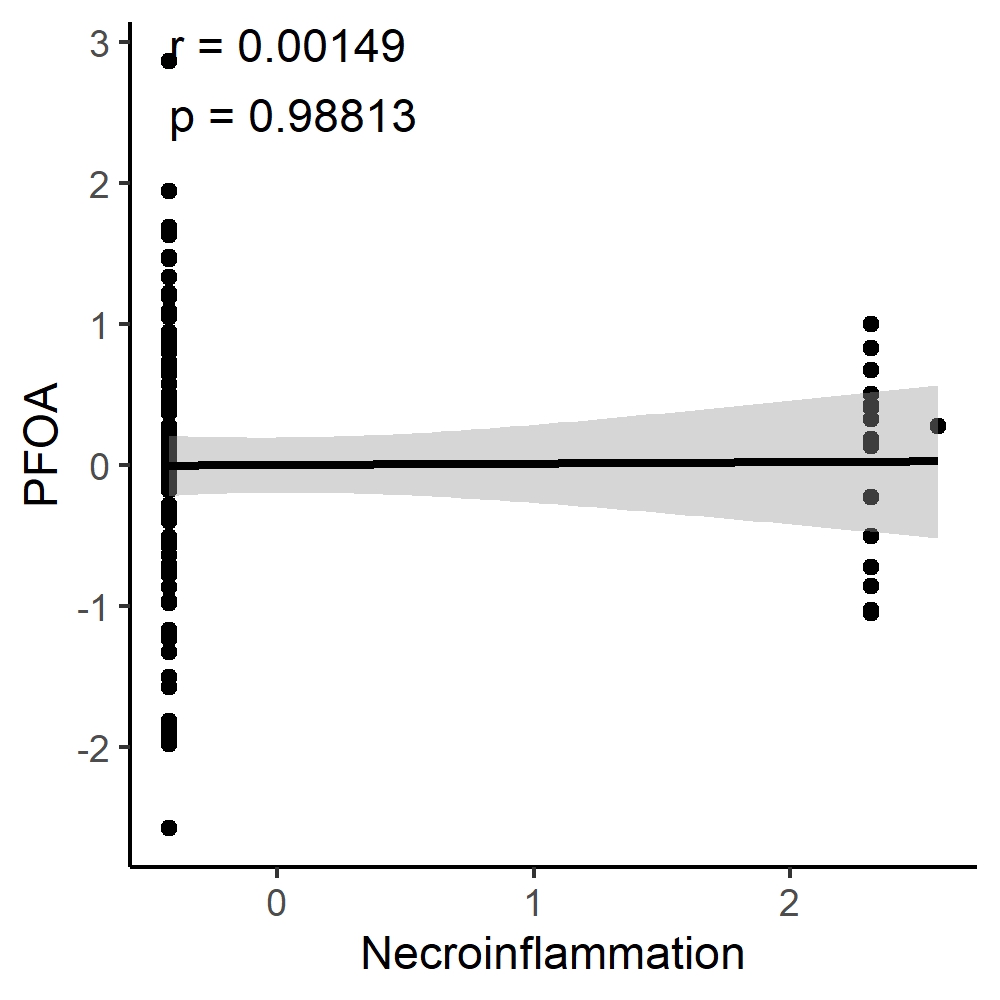 r = 0.00149
p = 0.98813
3
2
1
0
-1
-2
PFOA
0 1 2
Necroinflammation